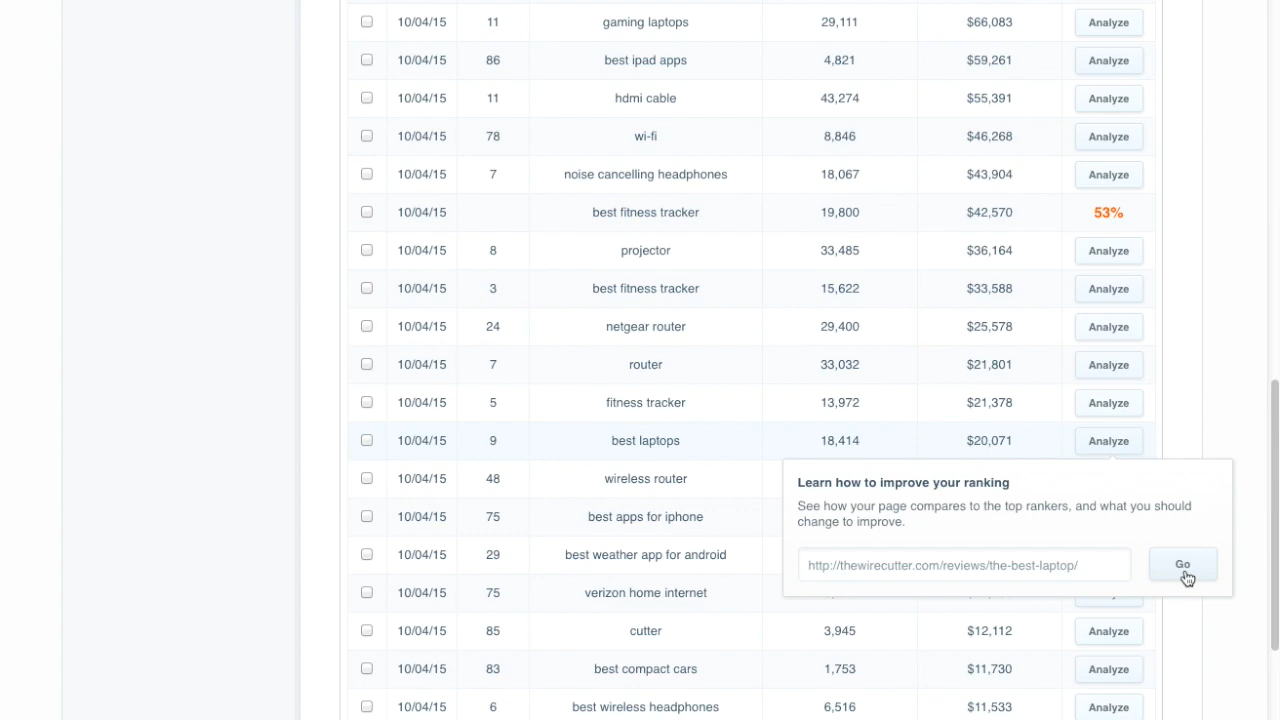 10/04/15 11 gaming laptops 29,111 $66,083 Analyze
10/04/15 86 best ipad apps 4,821 $59,261 Analyze
10/04/15 11 hdmi cable 43,274 $55,391 Analyze
10/04/15 78 wi-fi 8,846 $46,268 Analyze
10/04/15 7 noise cancelling headphones 18,067 $43,904 Analyze
10/04/15 best fitness tracker 19,800 $42,570 53%
10/04/15 8 projector 33,485 $36,164 Analyze
10/04/15 3 best fitness tracker 15,622 $33,588 Analyze
10/04/15 24 netgear router 29,400 $25,578 Analyze
10/04/15 7 router 33,032 $21,801 Analyze
10/04/15 5 fitness tracker 13,972 $21,378 Analyze
10/04/15 9 best laptops 18,414 $20,071 Analyze
10/04/15 48 wireless router
Learn how to improve your ranking
See how your page compares to the top rankers, and what you should
change to improve.
http://thewirecutter.com/reviews/the-best-laptop/ Go
10/04/15 75 best apps for iphone
10/04/15 29 best weather app for android
10/04/15 75 verizon home internet
10/04/15 85 cutter 3,945 $12,112 Analyze
10/04/15 83 best compact cars 1,753 $11,730 Analyze
10/04/15 6 best wireless headphones 6,516 $11,533 Analyze